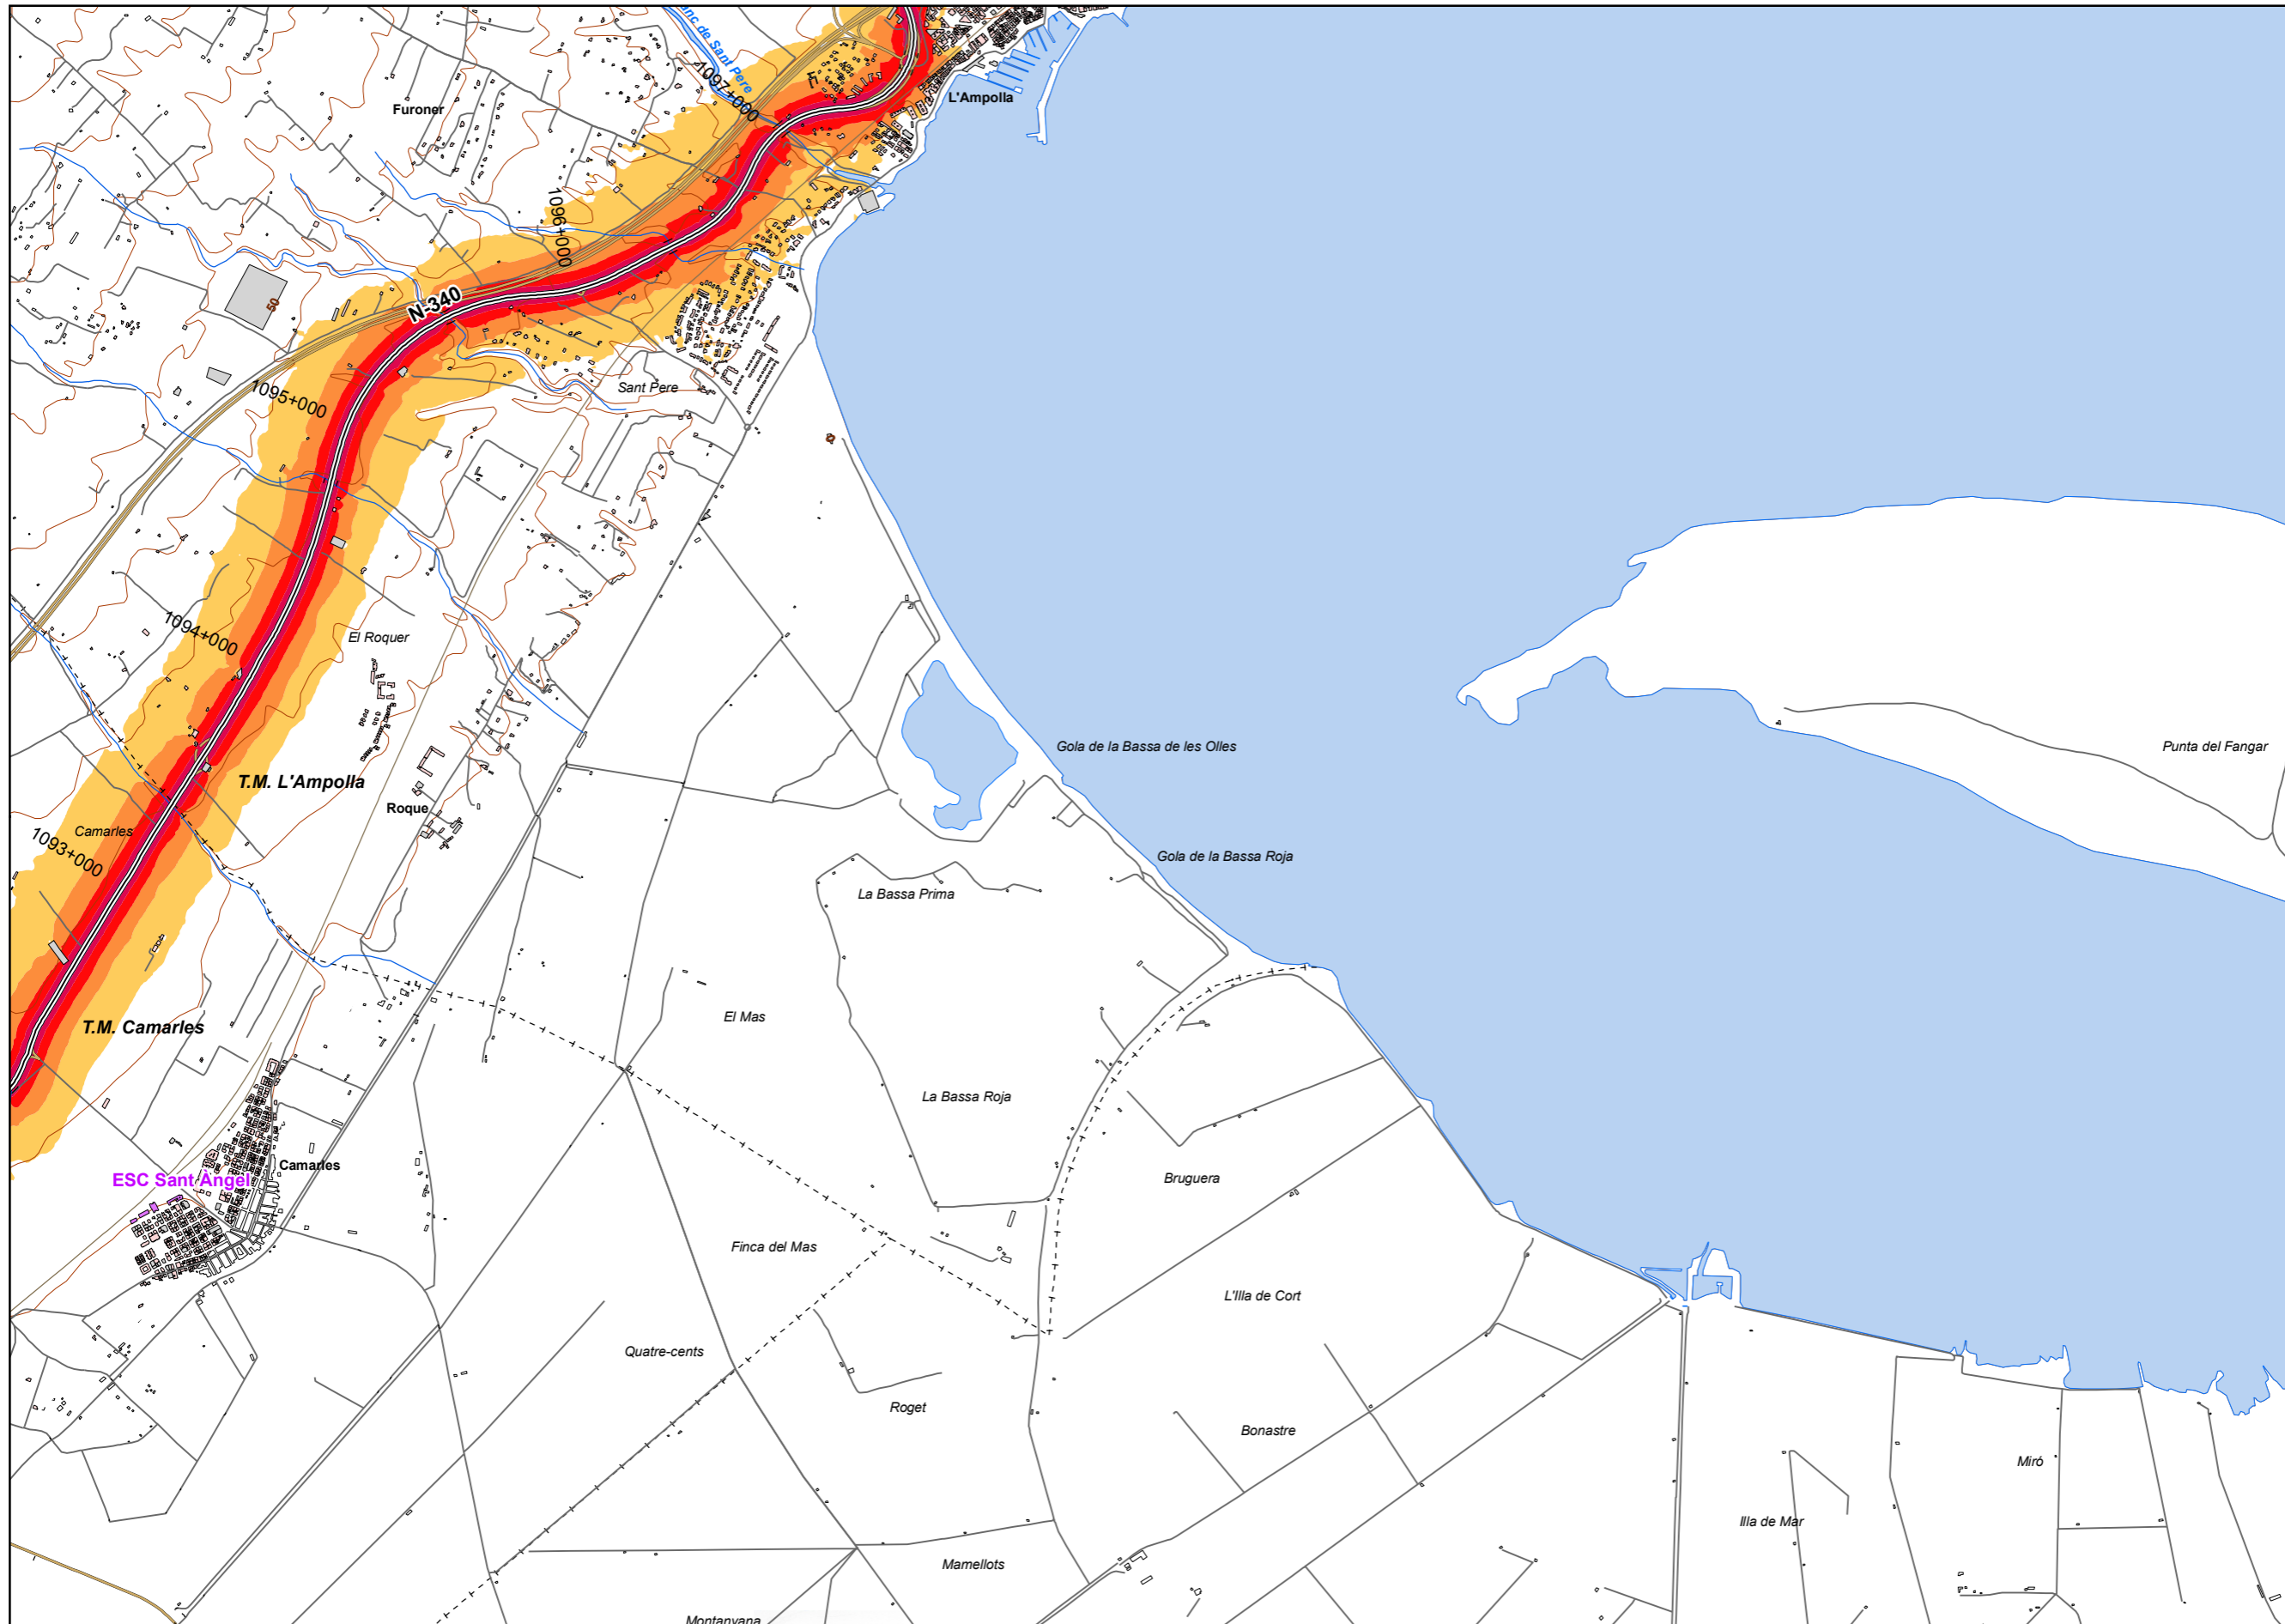 anc de Sant Pere
1097+000
L'Ampolla
Furoner
1096+000
50
N-340
Sant Pere
1095+000
1094+000
El Roquer
Gola de la Bassa de les Olles
Punta del Fangar
T.M. L'Ampolla
Roque
Camarles
1093+000
Gola de la Bassa Roja
La Bassa Prima
El Mas
T.M. Camarles
La Bassa Roja
Camarles
ESC Sant Àngel
Bruguera
Finca del Mas
L'Illa de Cort
Quatre-cents
Roget
Bonastre
Miró
Illa de Mar
Mamellots
Montanyana